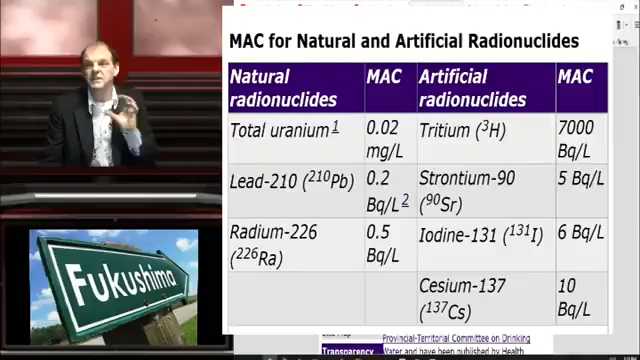 MAC for Natural and Artificial Radionuclides
Natural radionuclides MAC Artificial radionuclides MAC
Total uranium 1 0.02 mg/L Tritium (3H) 7000 Bq/L
Lead-210 (210Pb) 0.2 Bq/L 2 Strontium-90 (90Sr) 5 Bq/L
Radium-226 (226Ra) 0.5 Bq/L Iodine-131 (131I) 6 Bq/L
Cesium-137 (137Cs) 10 Bq/L
Fukushima
Provincial-Territorial Committee on Drinking
Transparency Water and have been published by Health